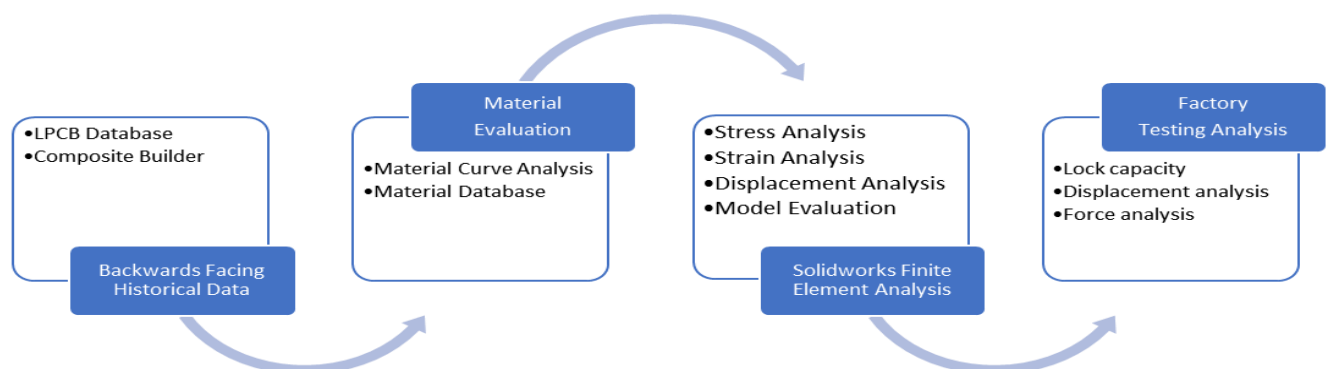 •LPCB Database
•Composite Builder
Backwards Facing
Historical Data
Material
Evaluation
•Material Curve Analysis
•Material Database
•Stress Analysis
•Strain Analysis
•Displacement Analysis
•Model Evaluation
Solidworks Finite
Element Analysis
Factory
Testing Analysis
•Lock capacity
•Displacement analysis
•Force analysis